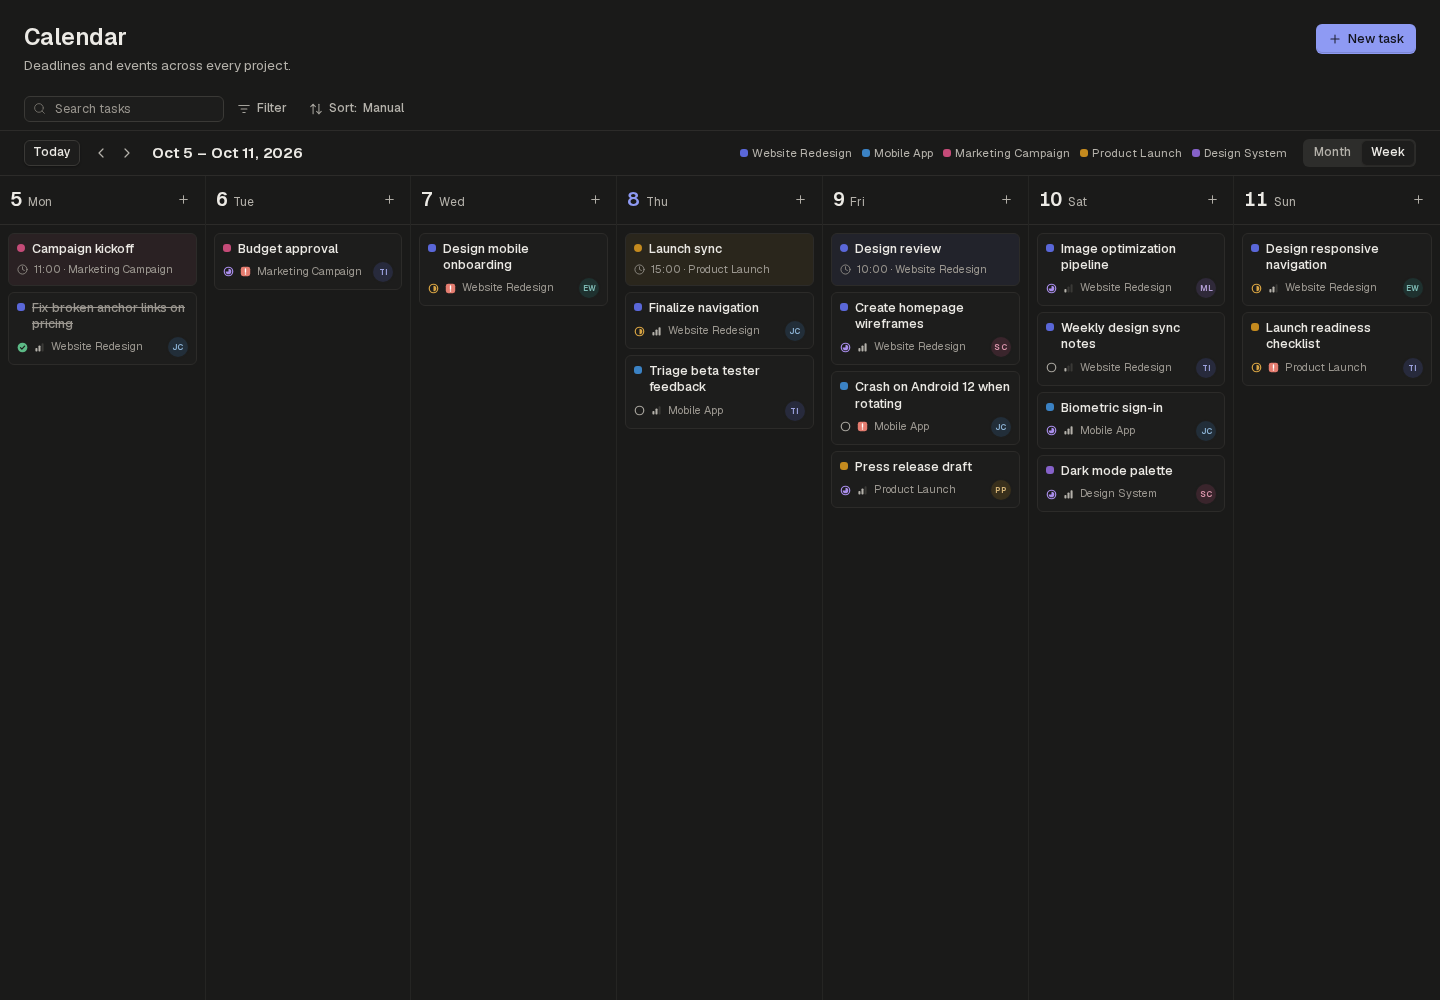 Calendar
New task
Deadlines and events across every project.
Search tasks
Filter
Sort: Manual
Today
Oct 5 – Oct 11, 2026
Website Redesign
Mobile App
Marketing Campaign
Product Launch
Design System
Month
Week
5 Mon
6 Tue
7 Wed
8 Thu
9 Fri
10 Sat
11 Sun
Campaign kickoff
11:00 · Marketing Campaign
Fix broken anchor links on
pricing
Website Redesign
JC
Budget approval
Marketing Campaign
TI
Design mobile
onboarding
Website Redesign
EW
Launch sync
15:00 · Product Launch
Finalize navigation
Website Redesign
JC
Triage beta tester
feedback
Mobile App
TI
Design review
10:00 · Website Redesign
Create homepage
wireframes
Website Redesign
SC
Crash on Android 12 when
rotating
Mobile App
JC
Press release draft
Product Launch
PP
Image optimization
pipeline
Website Redesign
ML
Weekly design sync
notes
Website Redesign
TI
Biometric sign-in
Mobile App
JC
Dark mode palette
Design System
SC
Design responsive
navigation
Website Redesign
EW
Launch readiness
checklist
Product Launch
TI